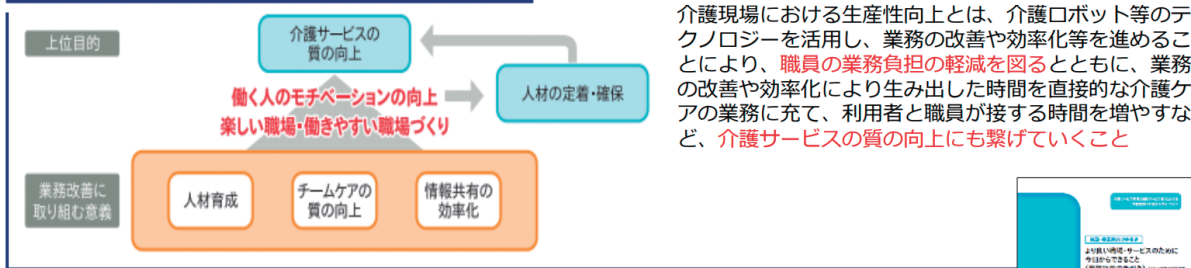 上位目的
介護サービスの
質の向上
働く人のモチベーションの向上
楽しい職場・働きやすい職場づくり
人材の定着・確保
業務改善に
取り組む意義
人材育成
チームケアの
質の向上
情報共有の
効率化
介護現場における生産性向上とは、介護ロボット等のテ
クノロジーを活用し、業務の改善や効率化等を進めるこ
とにより、職員の業務負担の軽減を図るとともに、業務
の改善や効率化により生み出した時間を直接的な介護ケ
アの業務に充て、利用者と職員が接する時間を増やすな
ど、介護サービスの質の向上にも繋げていくこと
より良い職場・サービスのために
今日からできること